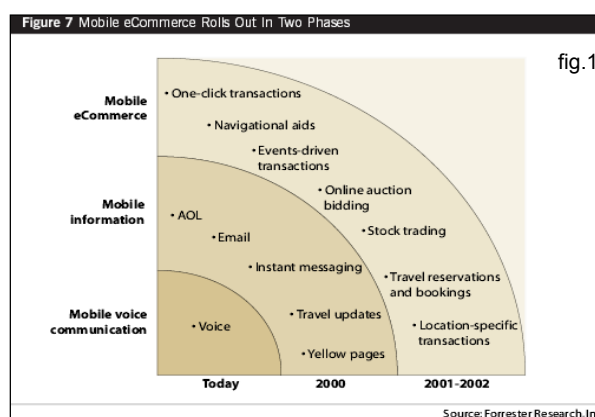 Figure 7 Mobile eCommerce Rolls Out In Two Phases
fig.1
Mobile
eCommerce
• One-click transactions
• Navigational aids
• Events-driven
transactions
• Online auction
bidding
• Stock trading
• Travel reservations
and bookings
• Location-specific
transactions
Mobile
information
• AOL
• Email
• Instant messaging
• Travel updates
• Yellow pages
Mobile voice
communication
• Voice
Today
2000
2001-2002
Source: Forrester Research, In